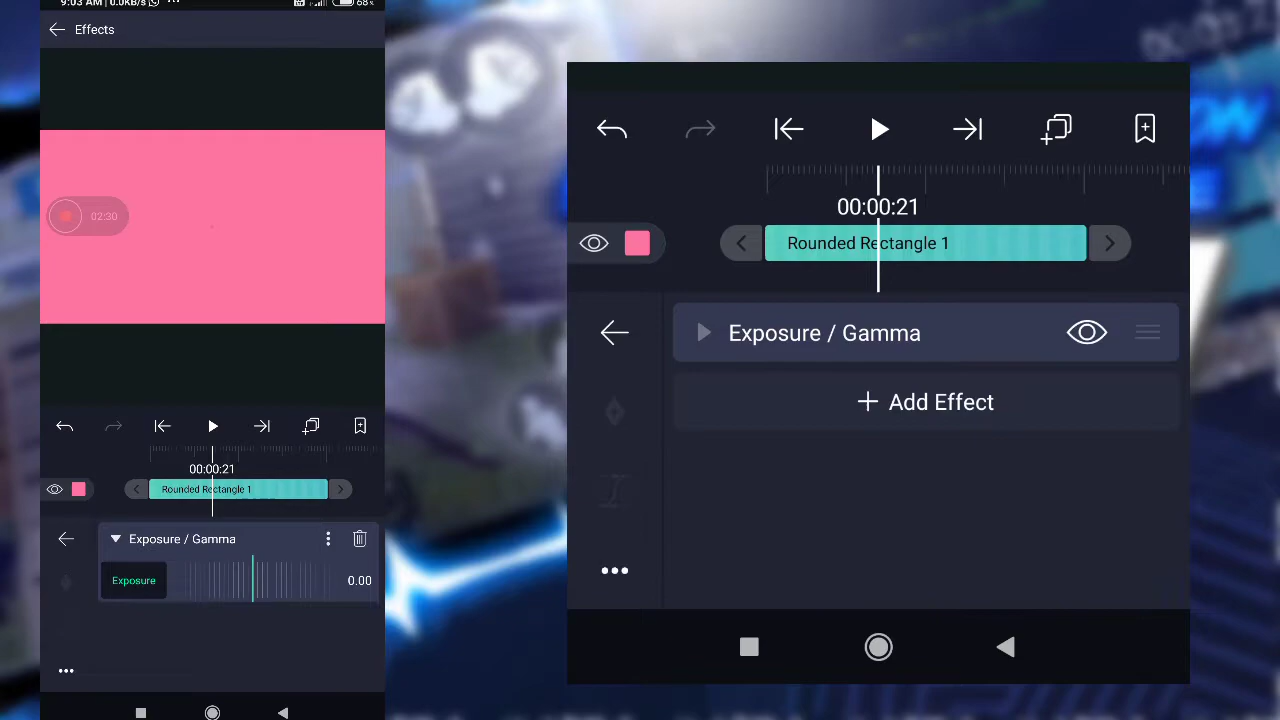 9:03 AM | 0.0KB/s
68%
Effects
02:30
00:00:21
Rounded Rectangle 1
Exposure / Gamma
Exposure
0.00
00:00:21
Rounded Rectangle 1
Exposure / Gamma
+ Add Effect